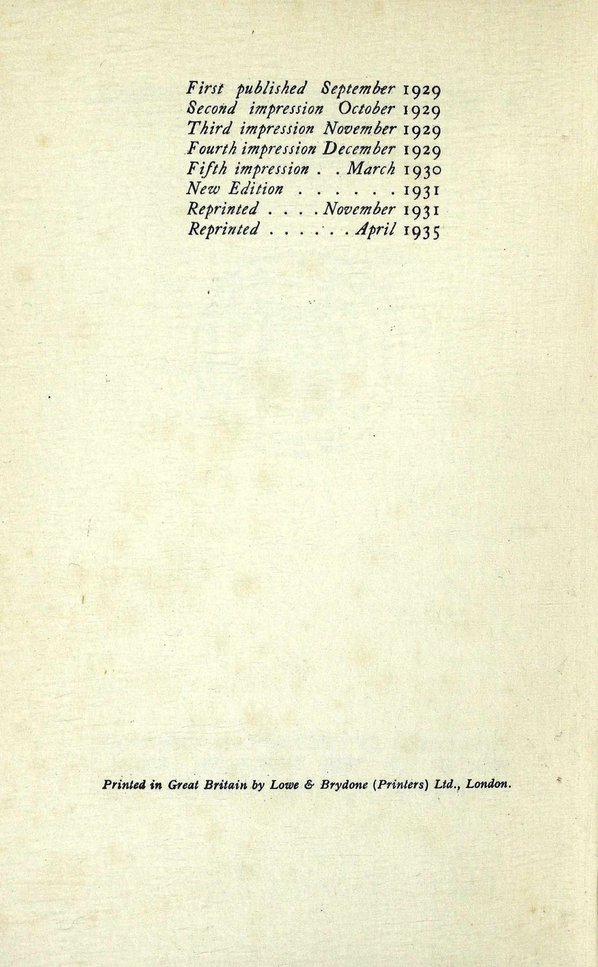 First published September 1929
Second impression October 1929
Third impression November 1929
Fourth impression December 1929
Fifth impression . . March 1930
New Edition . . . . . . 1931
Reprinted . . . . November 1931
Reprinted . . . . . . April 1935
Printed in Great Britain by Lowe & Brydone (Printers) Ltd., London.